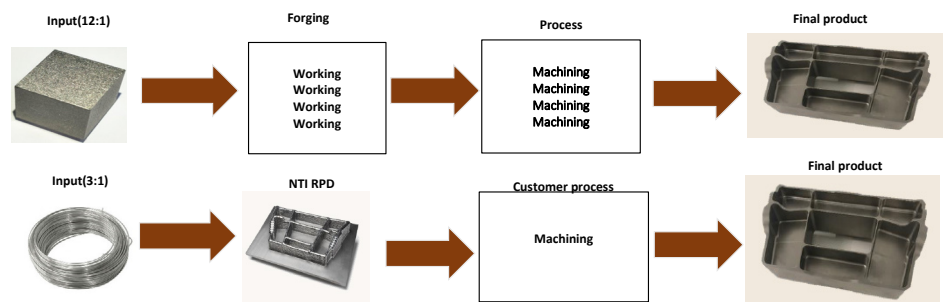 Input(12:1)
Forging
Process
Final product
Working
Working
Working
Working
Machining
Machining
Machining
Machining
Input(3:1)
NTI RPD
Customer process
Final product
Machining